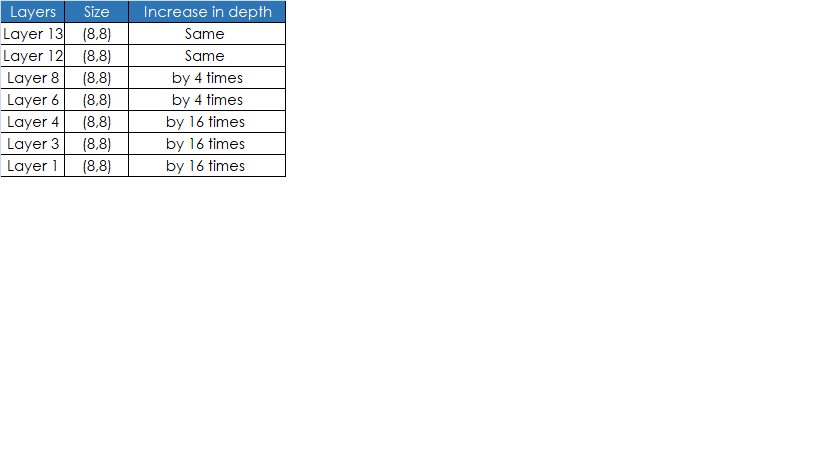 Layers Size Increase in depth
Layer 13 (8,8) Same
Layer 12 (8,8) Same
Layer 8 (8,8) by 4 times
Layer 6 (8,8) by 4 times
Layer 4 (8,8) by 16 times
Layer 3 (8,8) by 16 times
Layer 1 (8,8) by 16 times